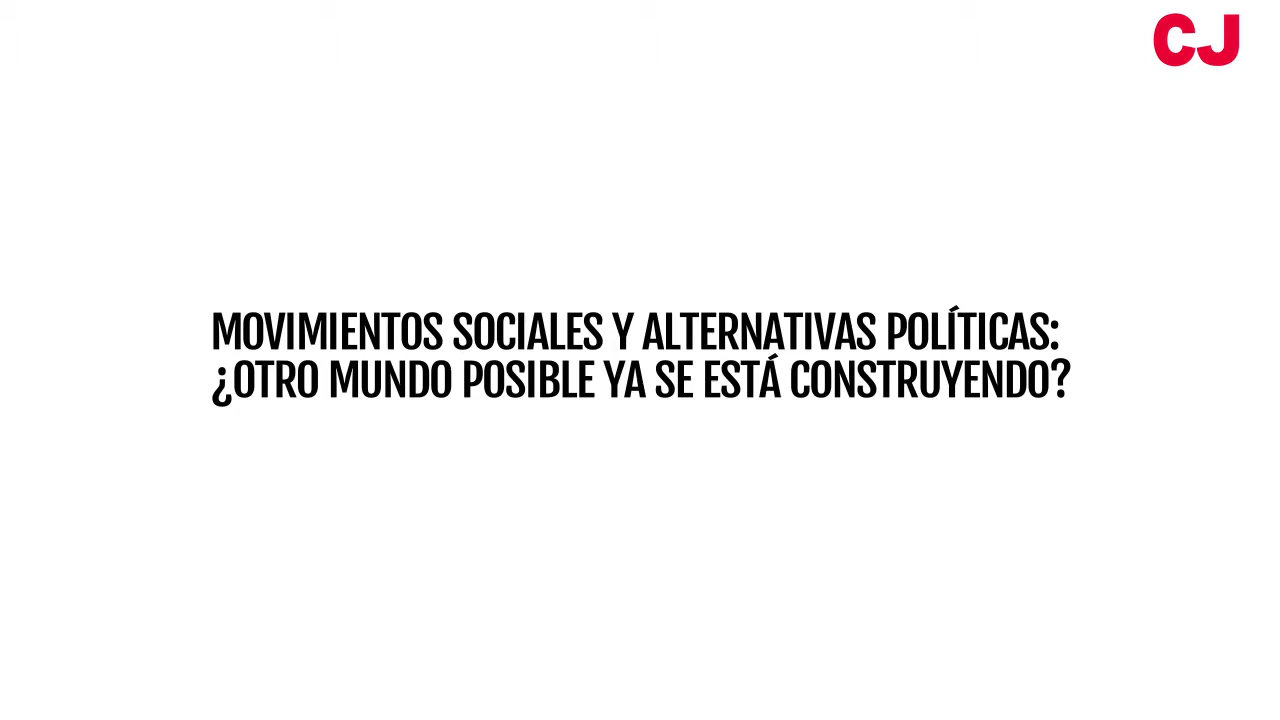 CJ
MOVIMIENTOS SOCIALES Y ALTERNATIVAS POLÍTICAS:
¿OTRO MUNDO POSIBLE YA SE ESTÁ CONSTRUYENDO?